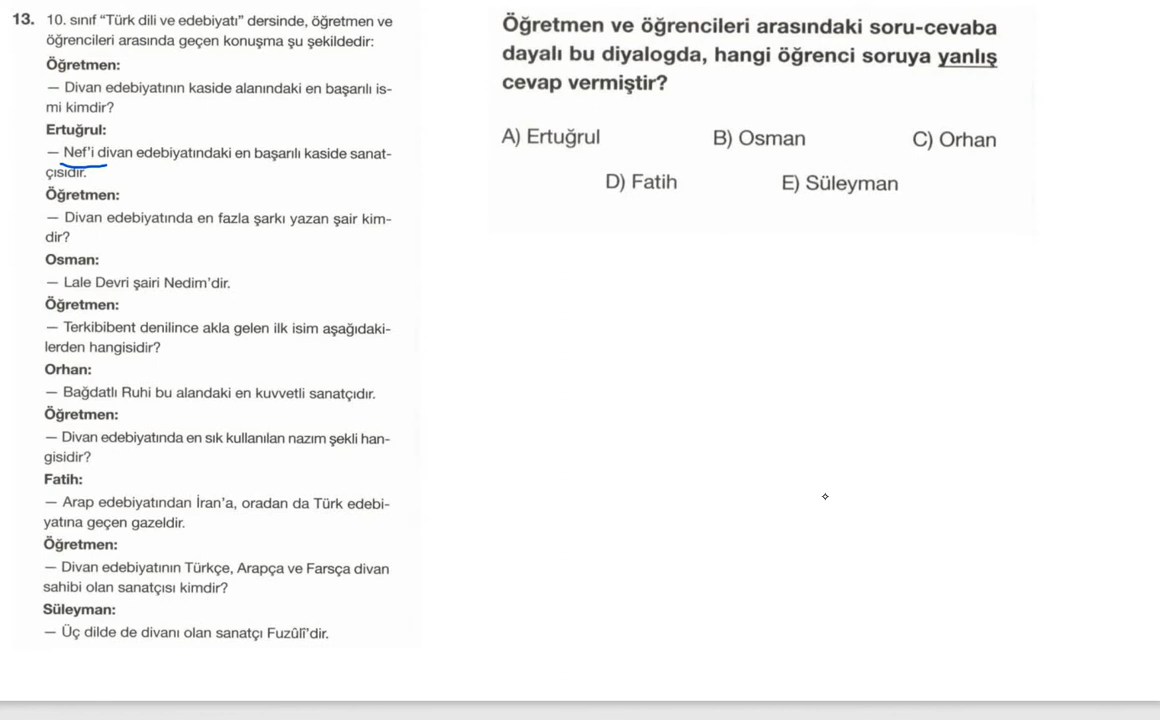 13. 10. sınıf “Türk dili ve edebiyatı” dersinde, öğretmen ve
öğrencileri arasında geçen konuşma şu şekildedir:
Öğretmen:
— Divan edebiyatının kaside alanındaki en başarılı is-
mi kimdir?
Ertuğrul:
— Nef’i divan edebiyatındaki en başarılı kaside sanat-
çısıdır.
Öğretmen:
— Divan edebiyatında en fazla şarkı yazan şair kim-
dir?
Osman:
— Lale Devri şairi Nedim’dir.
Öğretmen:
— Terkibibent denilince akla gelen ilk isim aşağıdaki-
lerden hangisidir?
Orhan:
— Bağdatlı Ruhi bu alandaki en kuvvetli sanatçıdır.
Öğretmen:
— Divan edebiyatında en sık kullanılan nazım şekli han-
gisidir?
Fatih:
— Arap edebiyatından İran’a, oradan da Türk edebi-
yatına geçen gazeldir.
Öğretmen:
— Divan edebiyatının Türkçe, Arapça ve Farsça divan
sahibi olan sanatçısı kimdir?
Süleyman:
— Üç dilde de divanı olan sanatçı Fuzûlî’dir.
Öğretmen ve öğrencileri arasındaki soru-cevaba
dayalı bu diyalogda, hangi öğrenci soruya yanlış
cevap vermiştir?
A) Ertuğrul B) Osman C) Orhan
D) Fatih E) Süleyman